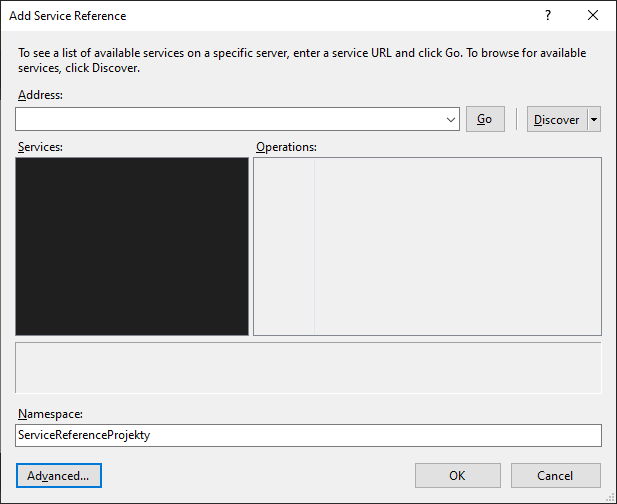 Add Service Reference
?
To see a list of available services on a specific server, enter a service URL and click Go. To browse for available
services, click Discover.
Address:
Go
Discover
Services:
Operations:
Namespace:
ServiceReferenceProjekty
Advanced...
OK
Cancel